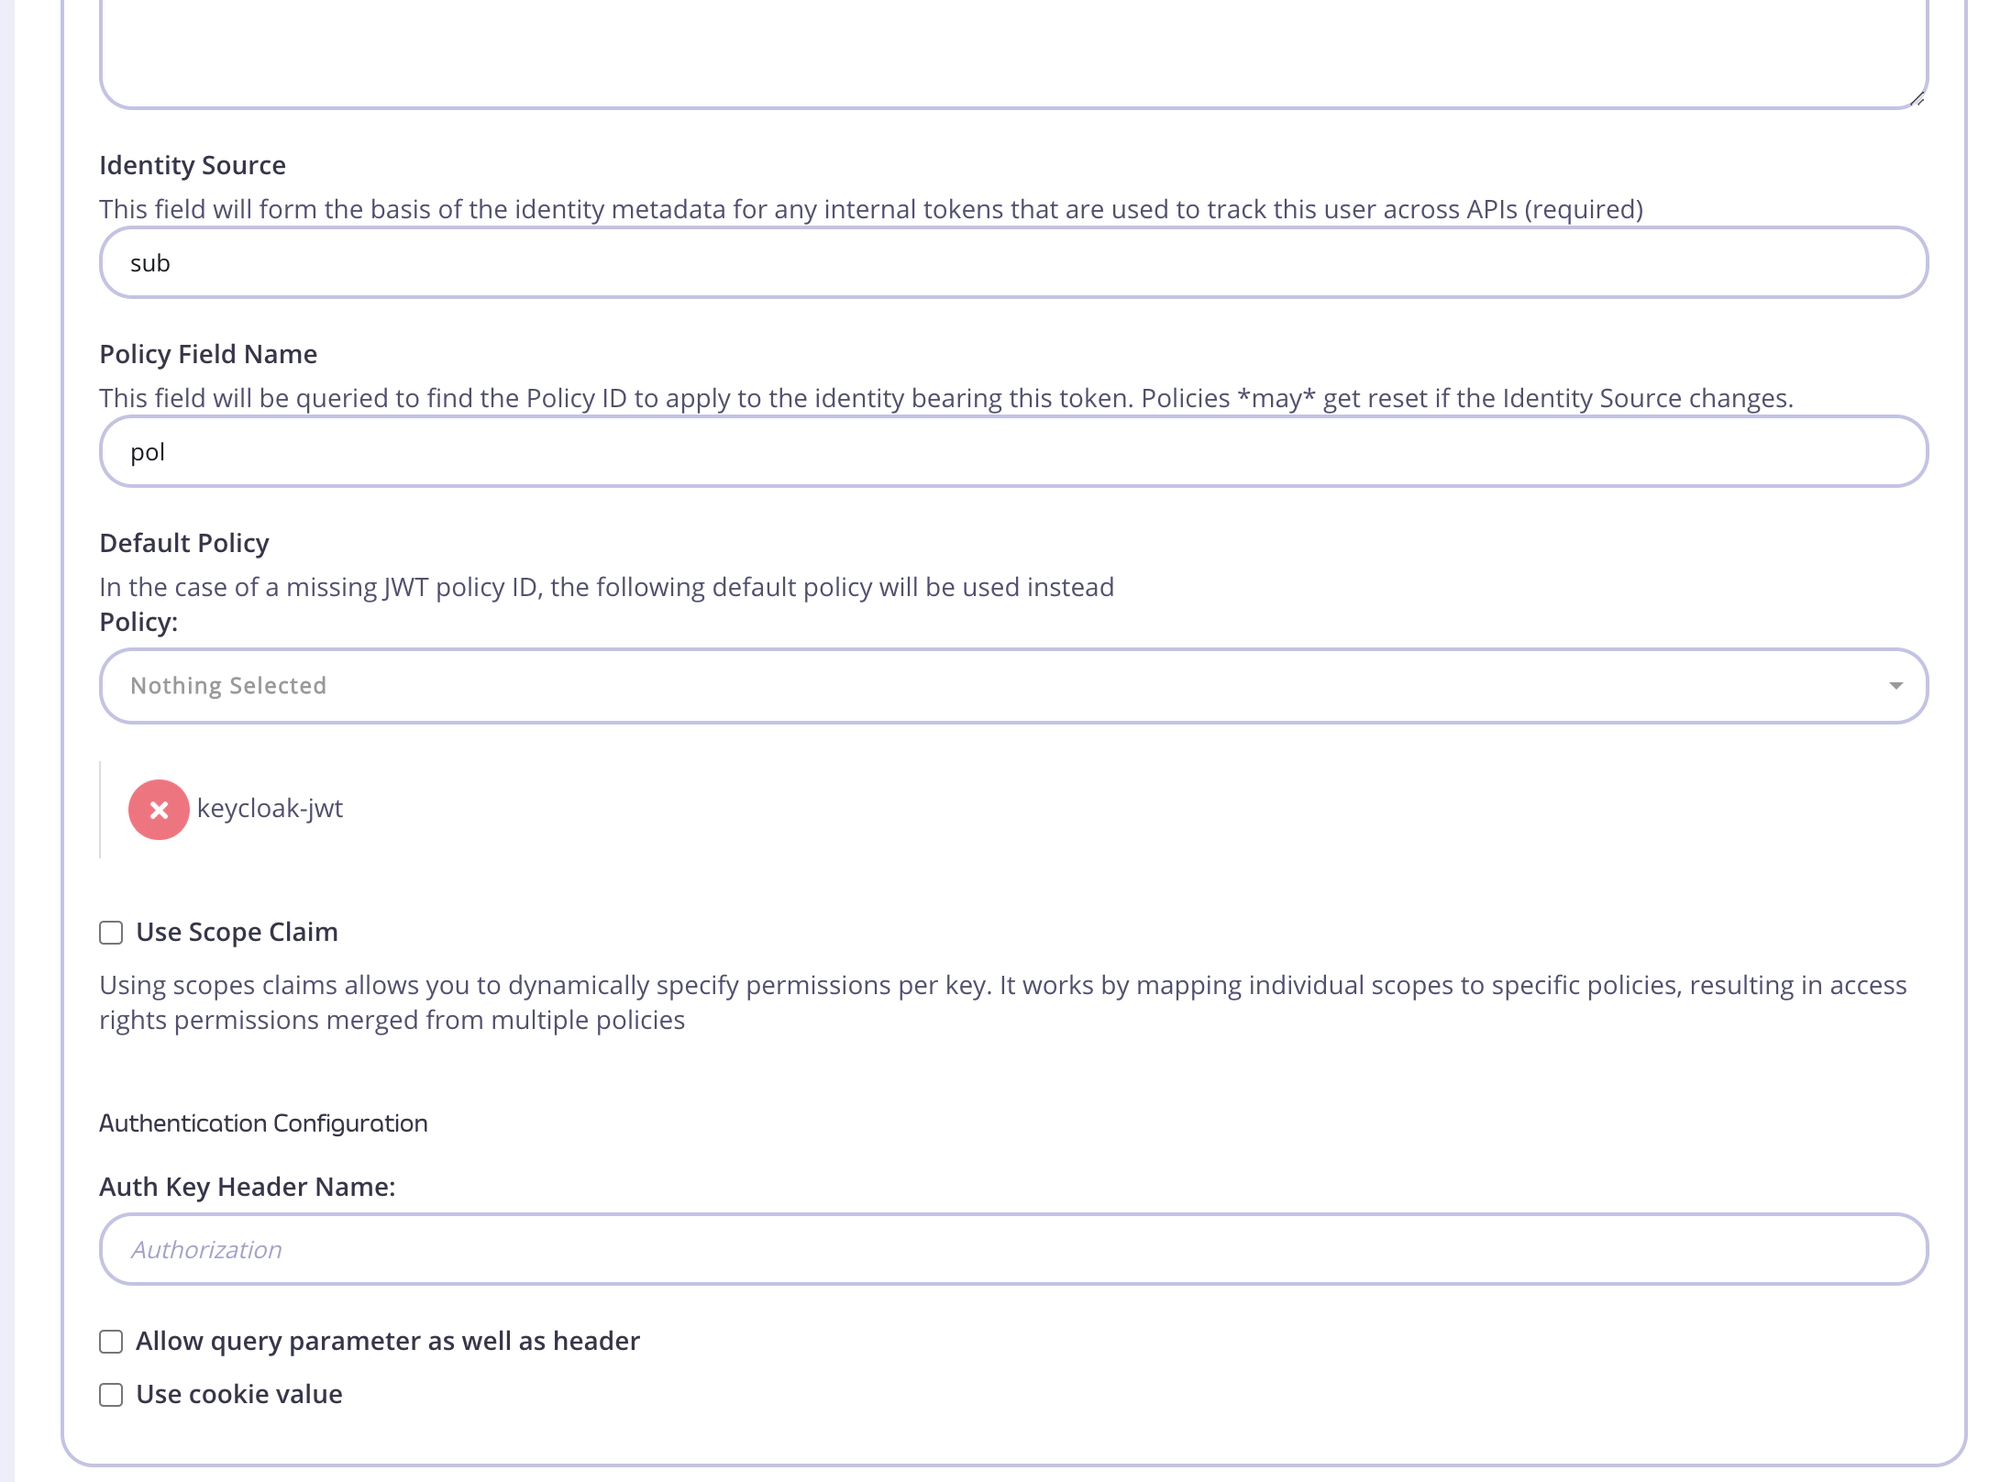 Identity Source
This field will form the basis of the identity metadata for any internal tokens that are used to track this user across APIs (required)
sub
Policy Field Name
This field will be queried to find the Policy ID to apply to the identity bearing this token. Policies *may* get reset if the Identity Source changes.
pol
Default Policy
In the case of a missing JWT policy ID, the following default policy will be used instead
Policy:
Nothing Selected
keycloak-jwt
Use Scope Claim
Using scopes claims allows you to dynamically specify permissions per key. It works by mapping individual scopes to specific policies, resulting in access
rights permissions merged from multiple policies
Authentication Configuration
Auth Key Header Name:
Authorization
Allow query parameter as well as header
Use cookie value